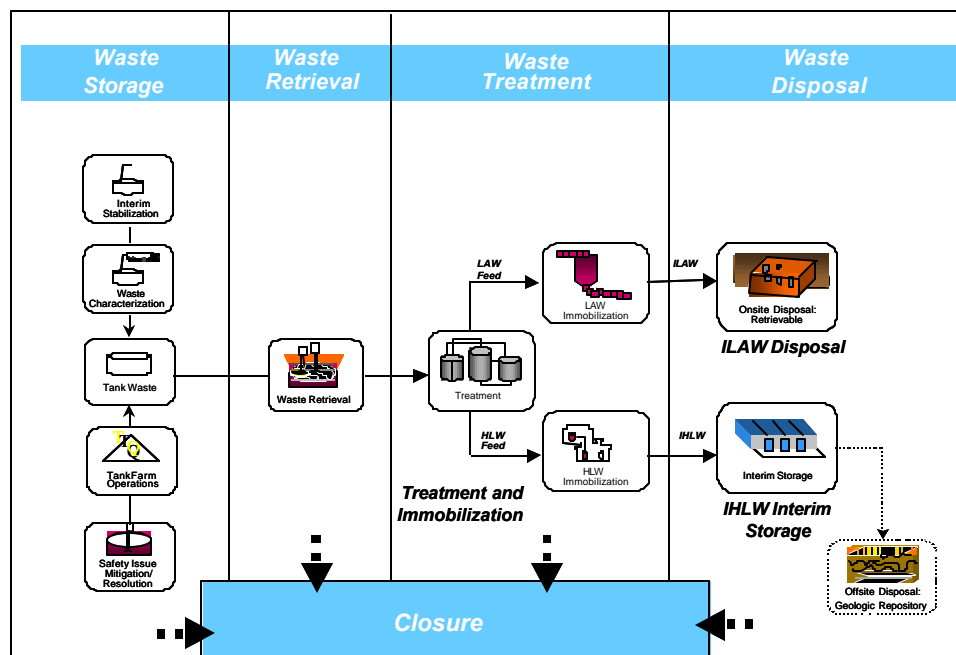 Waste
Storage
Waste
Retrieval
Waste
Treatment
Waste
Disposal
Interim
Stabilization
Waste
Characterization
Tank Waste
TTO
TankFarm
Operations
Safety Issue
Mitigation/
Resolution
Waste Retrieval
LAW
Feed
Treatment
HLW
Feed
LAW
Immobilization
HLW
Immobilization
Treatment and
Immobilization
ILAW
Onsite Disposal:
Retrievable
ILAW Disposal
IHLW
Interim Storage
IHLW Interim
Storage
Offsite Disposal:
Geologic Repository
Closure